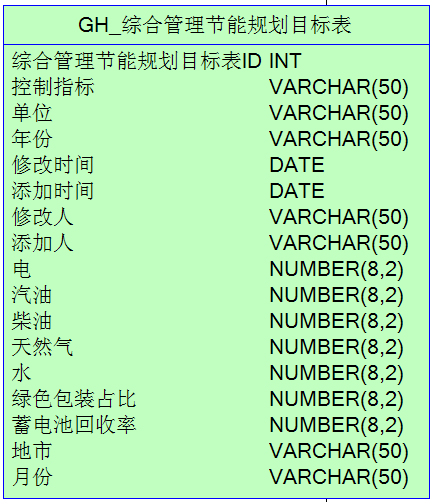 GH_综合管理节能规划目标表
综合管理节能规划目标表ID INT
控制指标 VARCHAR(50)
单位 VARCHAR(50)
年份 VARCHAR(50)
修改时间 DATE
添加时间 DATE
修改人 VARCHAR(50)
添加人 VARCHAR(50)
电 NUMBER(8,2)
汽油 NUMBER(8,2)
柴油 NUMBER(8,2)
天然气 NUMBER(8,2)
水 NUMBER(8,2)
绿色包装占比 NUMBER(8,2)
蓄电池回收率 NUMBER(8,2)
地市 VARCHAR(50)
月份 VARCHAR(50)